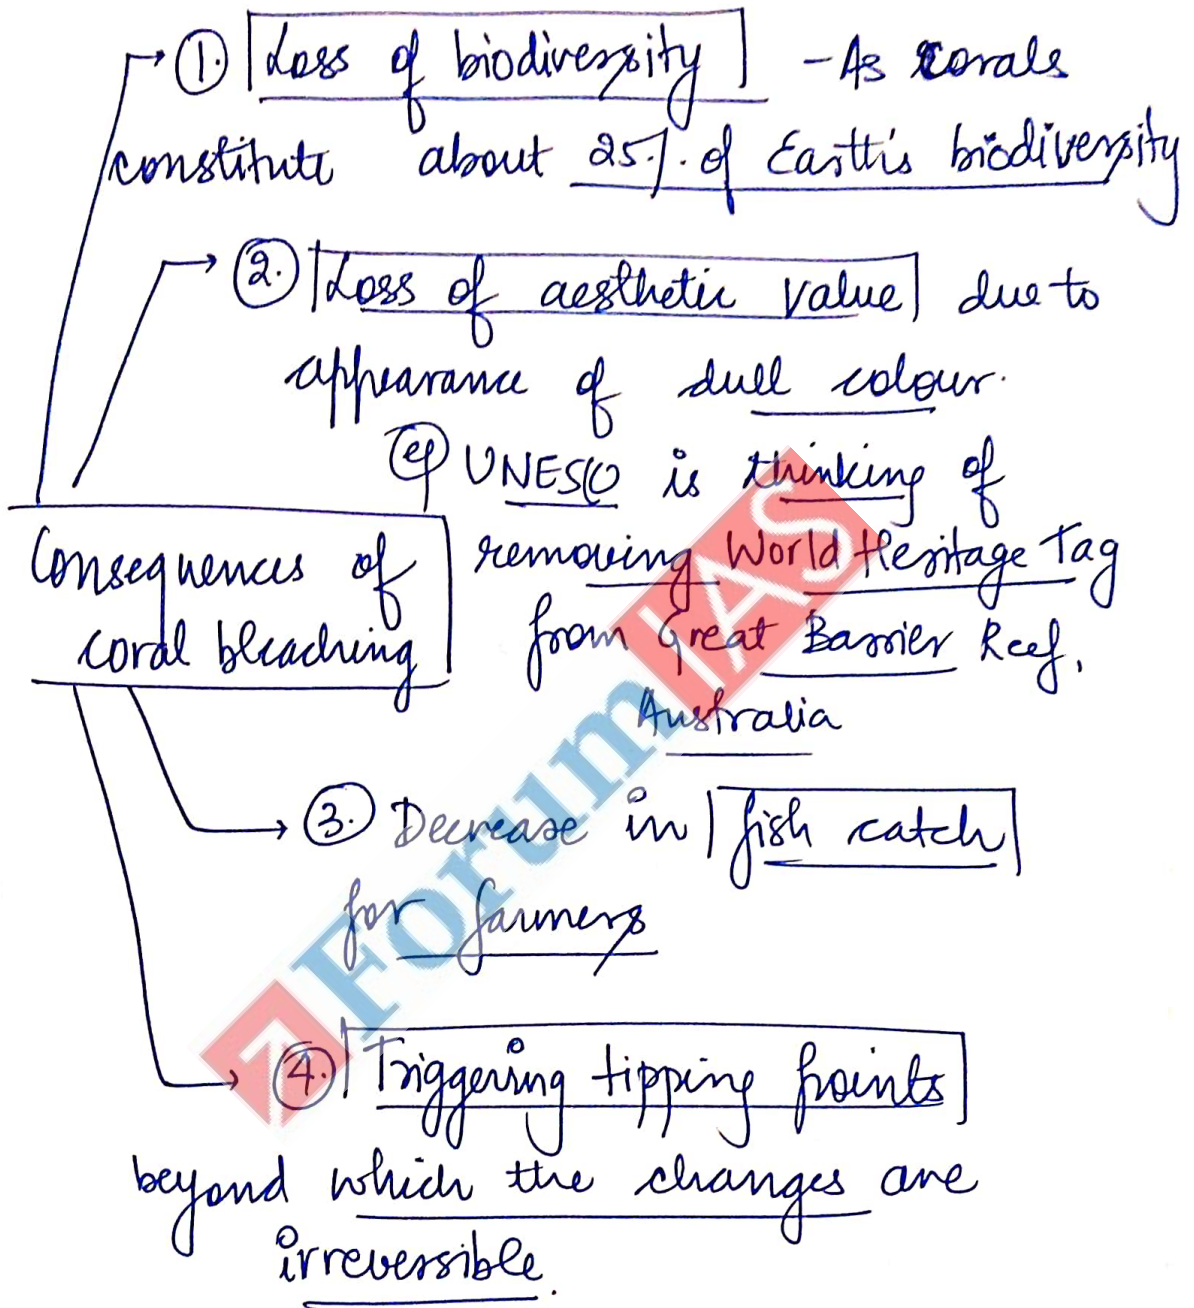 1. Loss of biodiversity - As corals
constitute about 25% of Earth's biodiversity
2. Loss of aesthetic value due to
appearance of dull colour.
eg UNESCO is thinking of
Consequences of removing World Heritage Tag
coral bleaching from Great Barrier Reef,
Australia
3. Decrease in fish catch
for farmers
4. Triggering tipping points
beyond which the changes are
irreversible.
ForumIAS